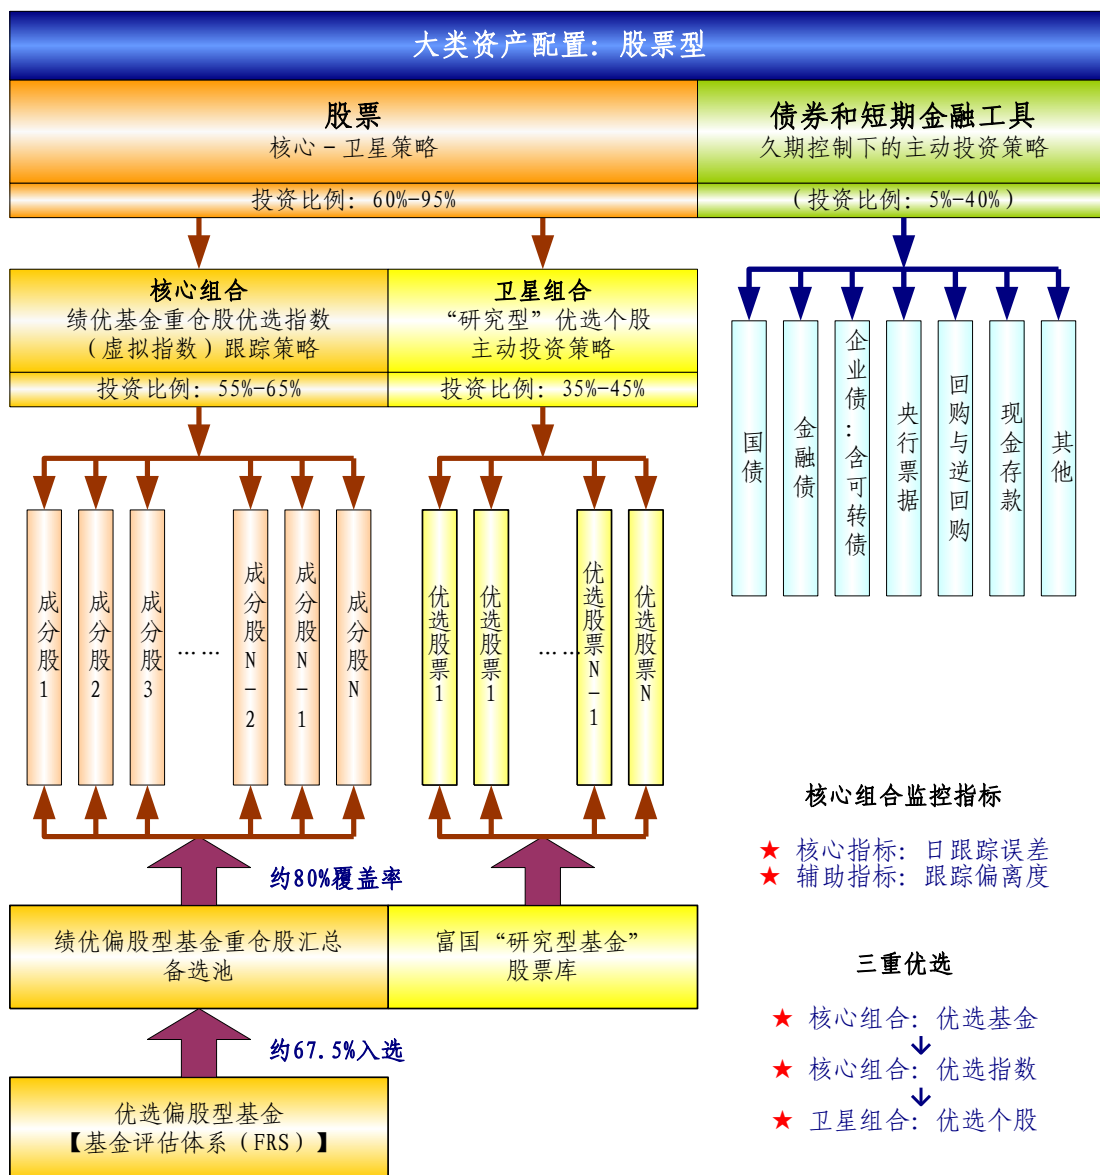 大类资产配置：股票型
股票
核心－卫星策略
投资比例：60%-95%
债券和短期金融工具
久期控制下的主动投资策略
（投资比例：5%-40%）
核心组合
绩优基金重仓股优选指数
（虚拟指数）跟踪策略
投资比例：55%-65%
卫星组合
“研究型”优选个股
主动投资策略
投资比例：35%-45%
国债
金融债
企业债：含可转债
央行票据
回购与逆回购
现金存款
其他
成分股1
成分股2
成分股3
……
成分股N-2
成分股N-1
成分股N
优选股票1
优选股票1
……
优选股票N-1
优选股票N
约80%覆盖率
绩优偏股型基金重仓股汇总
备选池
富国“研究型基金”
股票库
约67.5%入选
优选偏股型基金
【基金评估体系（FRS）】
核心组合监控指标
★ 核心指标：日跟踪误差
★ 辅助指标：跟踪偏离度
三重优选
★ 核心组合：优选基金
★ 核心组合：优选指数
★ 卫星组合：优选个股